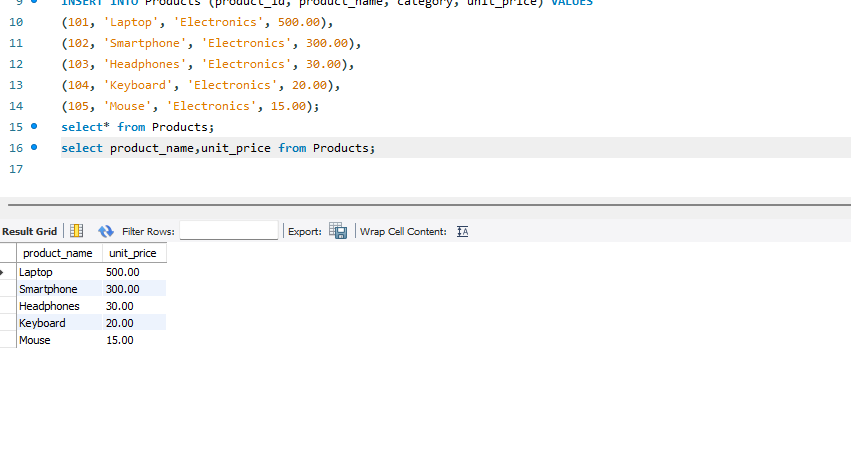 9 INSERT INTO Products (product_id, product_name, category, unit_price) VALUES
10 (101, 'Laptop', 'Electronics', 500.00),
11 (102, 'Smartphone', 'Electronics', 300.00),
12 (103, 'Headphones', 'Electronics', 30.00),
13 (104, 'Keyboard', 'Electronics', 20.00),
14 (105, 'Mouse', 'Electronics', 15.00);
15 select* from Products;
16 select product_name,unit_price from Products;
17
Result Grid Filter Rows: Export: Wrap Cell Content: IA
product_name unit_price
Laptop 500.00
Smartphone 300.00
Headphones 30.00
Keyboard 20.00
Mouse 15.00